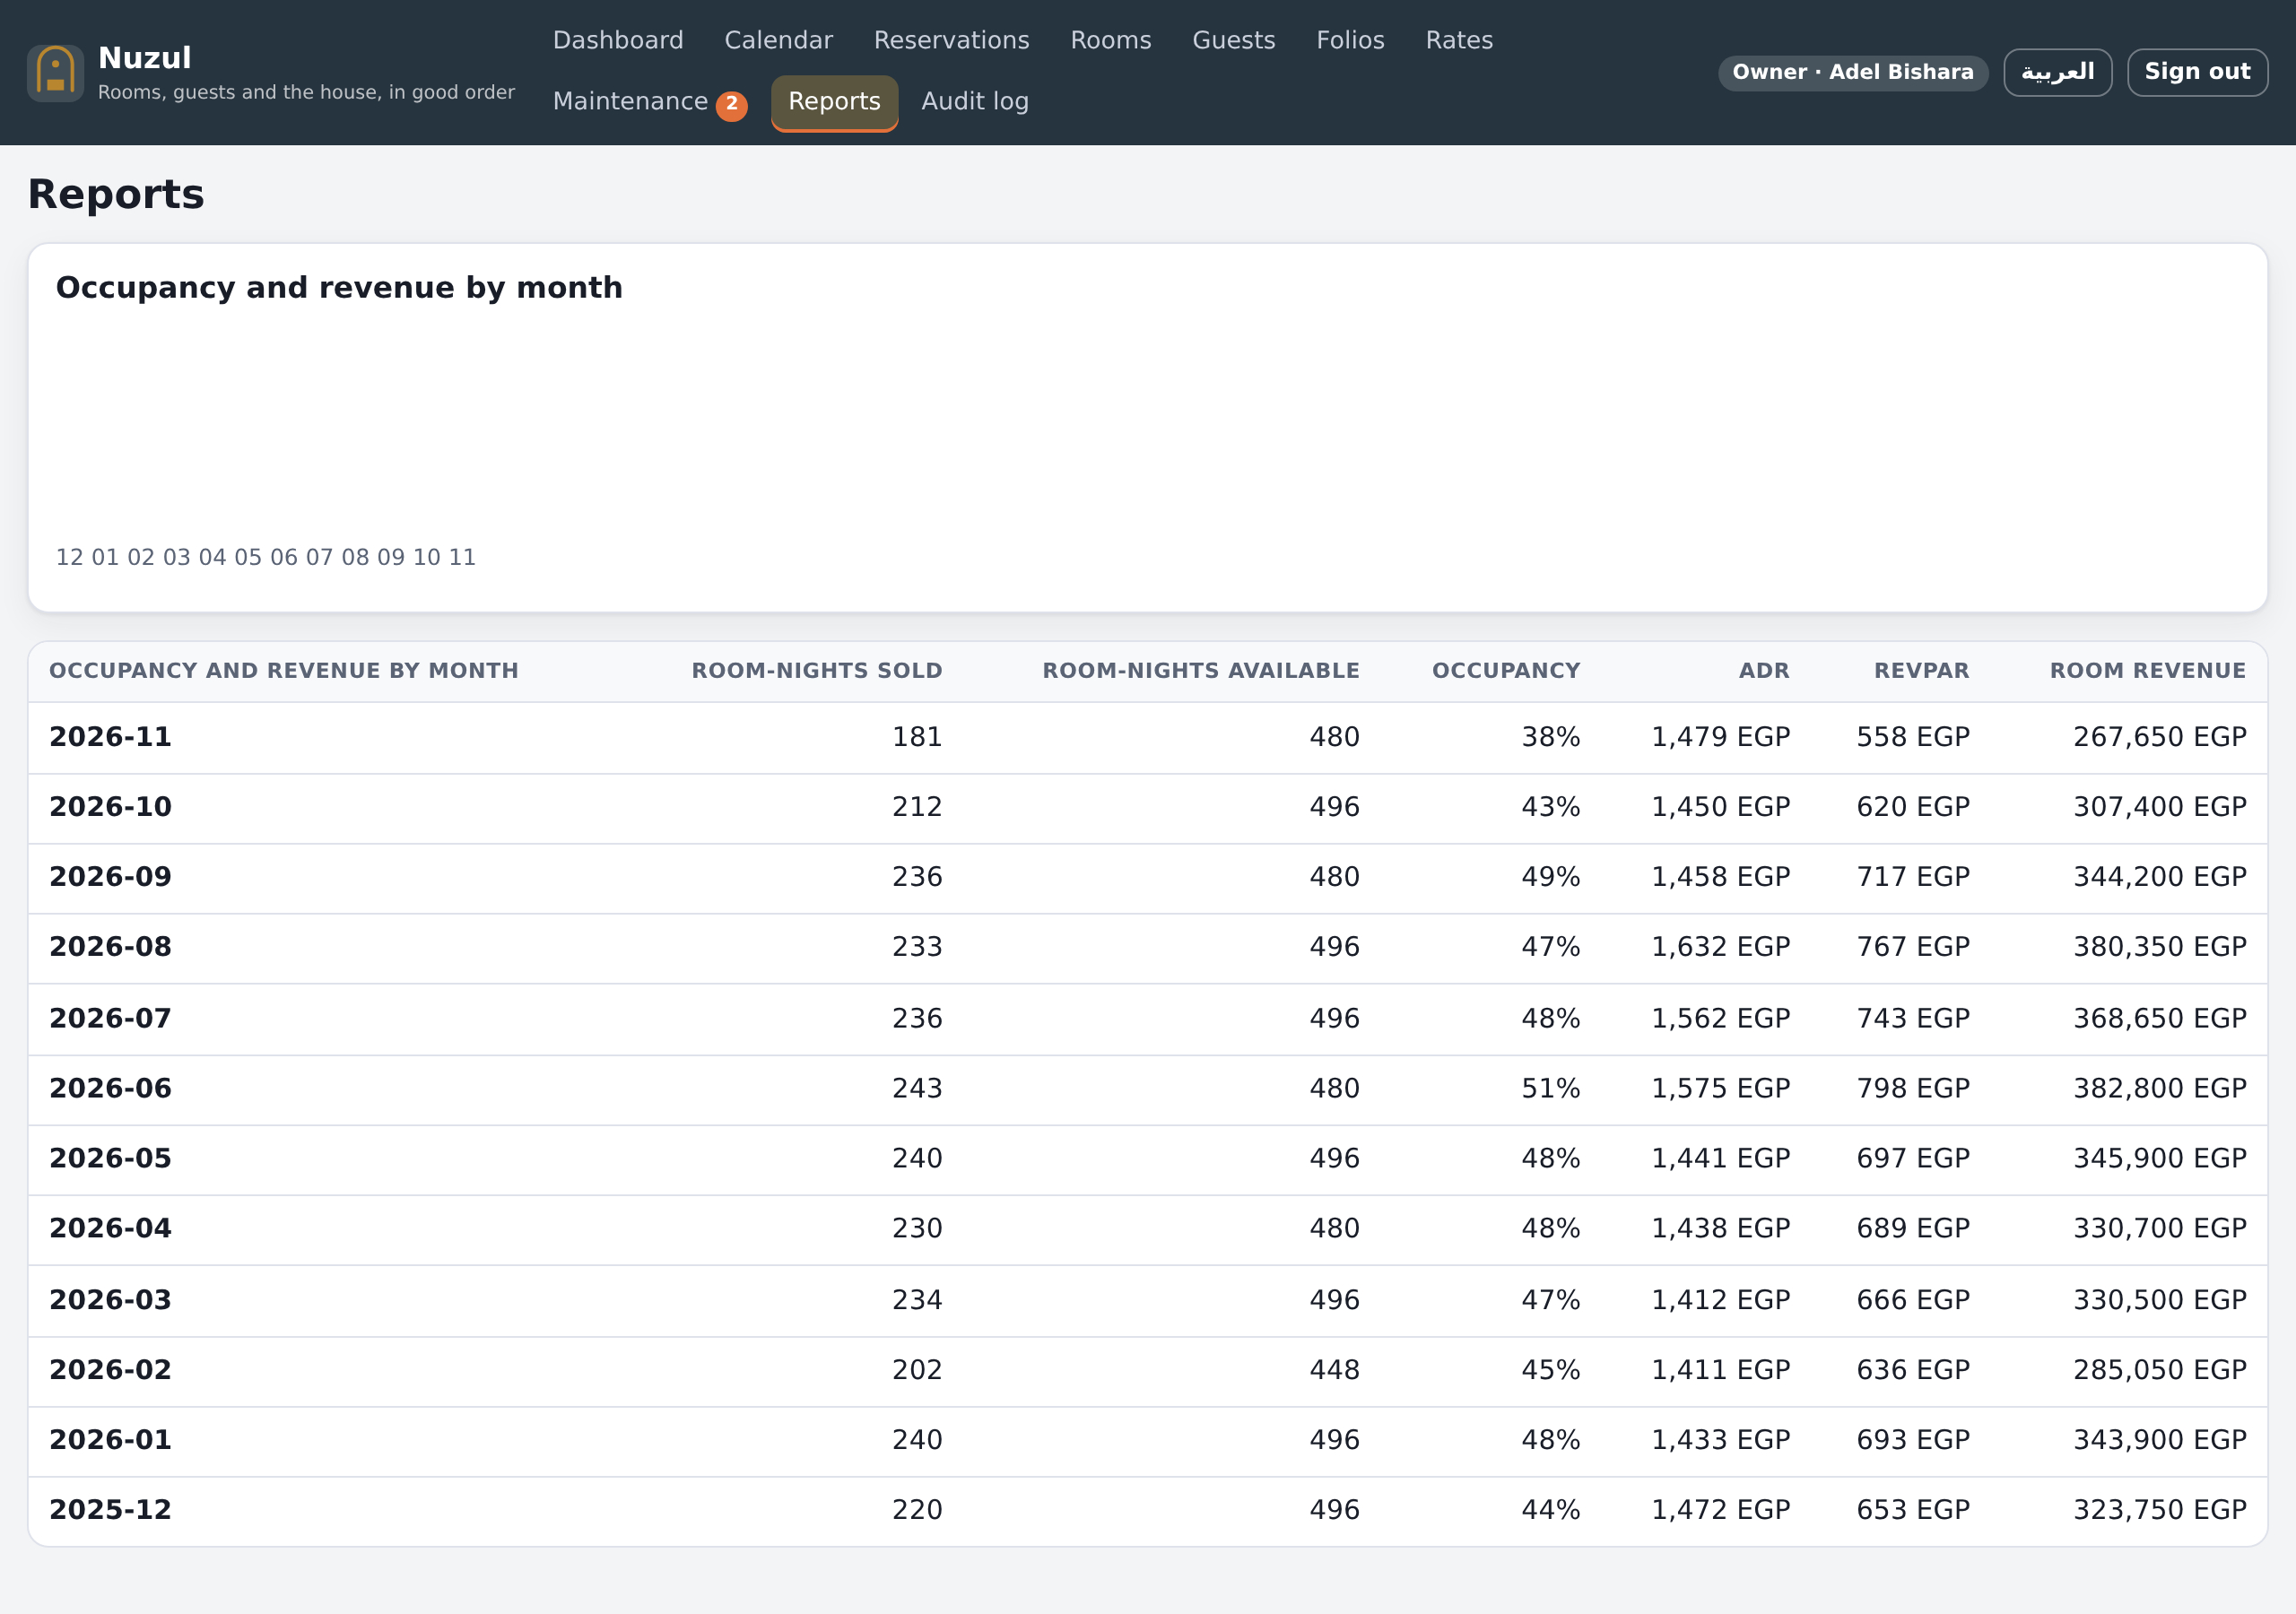 Nuzul
Rooms, guests and the house, in good order
Dashboard Calendar Reservations Rooms Guests Folios Rates
Maintenance 2 Reports Audit log
Owner · Adel Bishara العربية Sign out
Reports
Occupancy and revenue by month
12 01 02 03 04 05 06 07 08 09 10 11
OCCUPANCY AND REVENUE BY MONTH ROOM-NIGHTS SOLD ROOM-NIGHTS AVAILABLE OCCUPANCY ADR REVPAR ROOM REVENUE
2026-11 181 480 38% 1,479 EGP 558 EGP 267,650 EGP
2026-10 212 496 43% 1,450 EGP 620 EGP 307,400 EGP
2026-09 236 480 49% 1,458 EGP 717 EGP 344,200 EGP
2026-08 233 496 47% 1,632 EGP 767 EGP 380,350 EGP
2026-07 236 496 48% 1,562 EGP 743 EGP 368,650 EGP
2026-06 243 480 51% 1,575 EGP 798 EGP 382,800 EGP
2026-05 240 496 48% 1,441 EGP 697 EGP 345,900 EGP
2026-04 230 480 48% 1,438 EGP 689 EGP 330,700 EGP
2026-03 234 496 47% 1,412 EGP 666 EGP 330,500 EGP
2026-02 202 448 45% 1,411 EGP 636 EGP 285,050 EGP
2026-01 240 496 48% 1,433 EGP 693 EGP 343,900 EGP
2025-12 220 496 44% 1,472 EGP 653 EGP 323,750 EGP